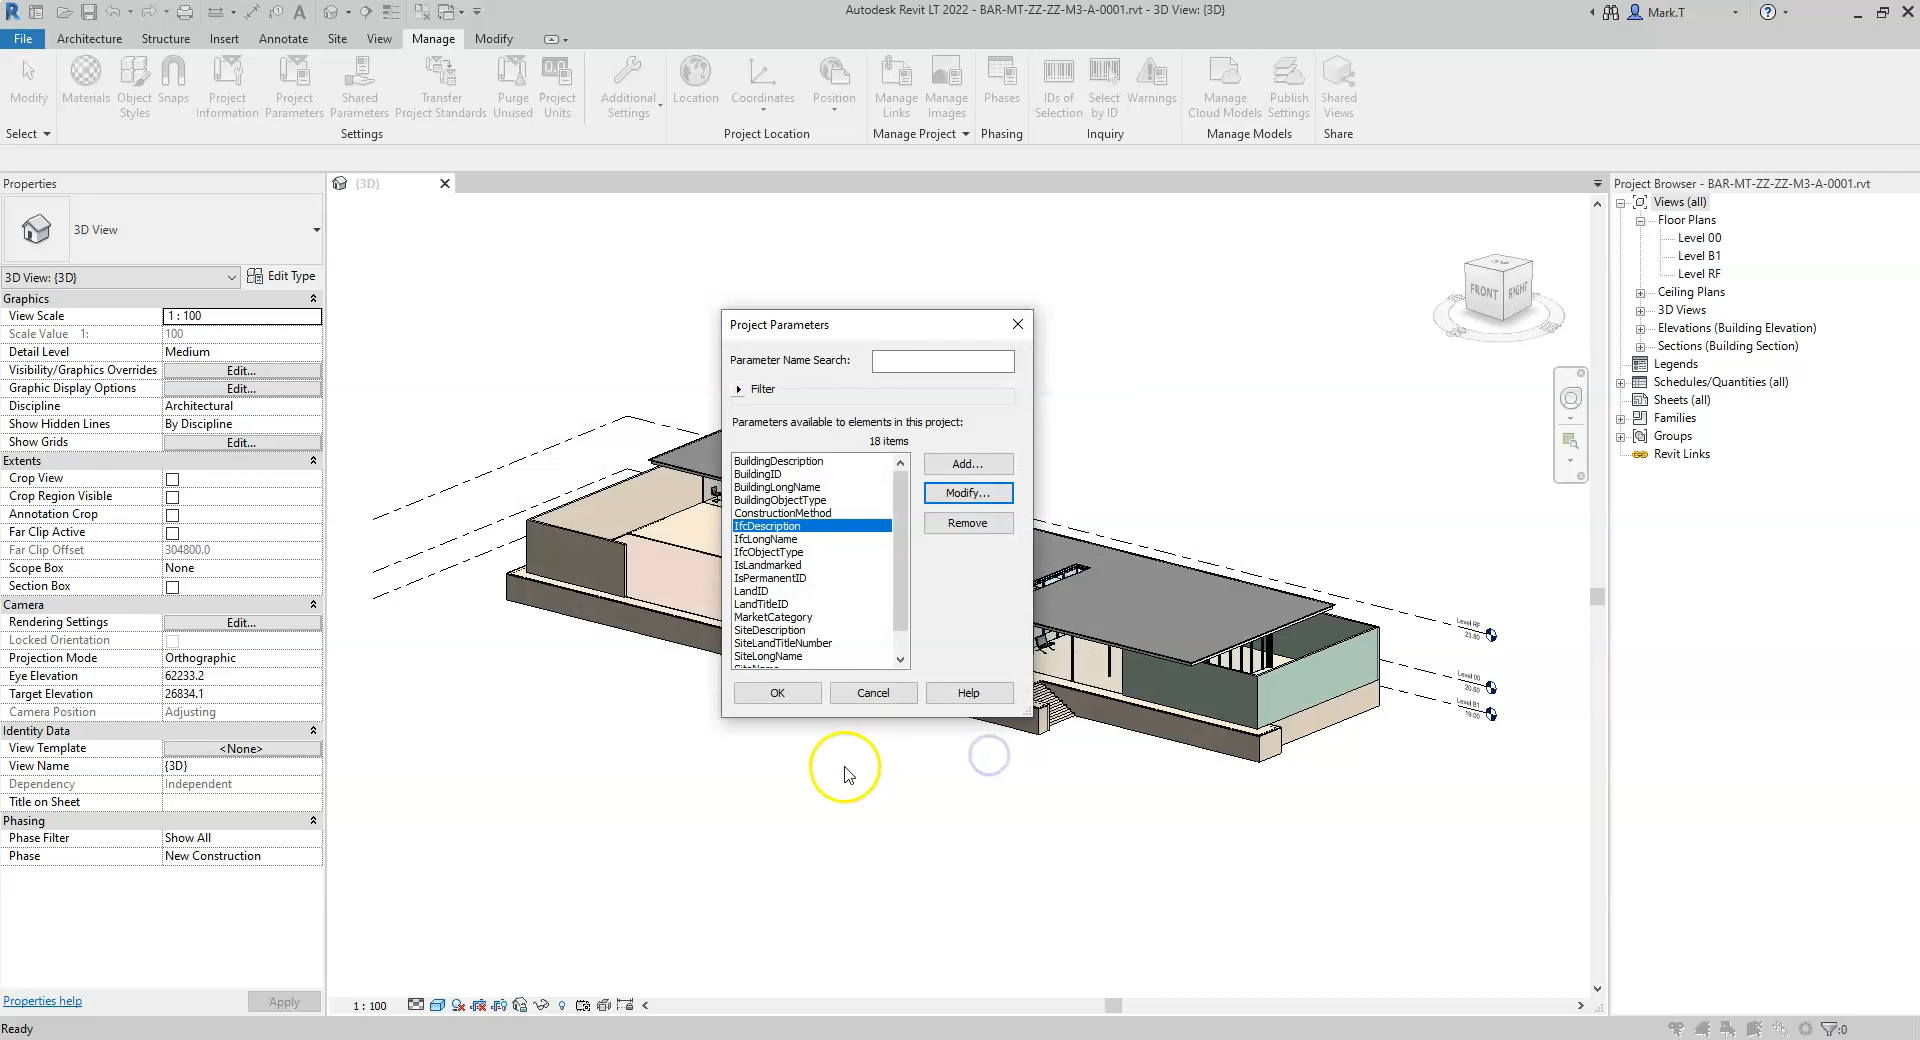 Autodesk Revit LT 2022 - BAR-MT-ZZ-ZZ-M3-A-0001.rvt - 3D View: {3D}
Mark.T
File Architecture Structure Insert Annotate Site View Manage Modify
Modify
Materials
Object Styles
Snaps
Project Information
Project Parameters
Shared Parameters
Transfer Project Standards
Purge Unused
Project Units
Additional Settings
Location
Coordinates
Position
Manage Links
Manage Images
Phases
IDs of Selection
Select by ID
Warnings
Manage Cloud Models
Publish Settings
Shared Views
Select
Settings
Project Location
Manage Project
Phasing
Inquiry
Manage Models
Share
Properties
3D View
3D View: {3D}
Edit Type
Graphics
View Scale 1 : 100
Scale Value 1: 100
Detail Level Medium
Visibility/Graphics Overrides Edit...
Graphic Display Options Edit...
Discipline Architectural
Show Hidden Lines By Discipline
Show Grids Edit...
Extents
Crop View
Crop Region Visible
Annotation Crop
Far Clip Active
Far Clip Offset 304800.0
Scope Box None
Section Box
Camera
Rendering Settings Edit...
Locked Orientation
Projection Mode Orthographic
Eye Elevation 62233.2
Target Elevation 26834.1
Camera Position Adjusting
Identity Data
View Template <None>
View Name {3D}
Dependency Independent
Title on Sheet
Phasing
Phase Filter Show All
Phase New Construction
Properties help
Apply
{3D}
FRONT
RIGHT
Project Parameters
Parameter Name Search:
Filter
Parameters available to elements in this project:
18 items
BuildingDescription
BuildingID
BuildingLongName
BuildingObjectType
ConstructionMethod
IfcDescription
IfcLongName
IfcObjectType
IsLandmarked
IsPermanentID
LandID
LandTitleID
MarketCategory
SiteDescription
SiteLandTitleNumber
SiteLongName
Add...
Modify...
Remove
OK
Cancel
Help
Level RF
23.80
Level 00
20.60
Level B1
19.00
1 : 100
Project Browser - BAR-MT-ZZ-ZZ-M3-A-0001.rvt
Views (all)
Floor Plans
Level 00
Level B1
Level RF
Ceiling Plans
3D Views
Elevations (Building Elevation)
Sections (Building Section)
Legends
Schedules/Quantities (all)
Sheets (all)
Families
Groups
Revit Links
Ready
:0